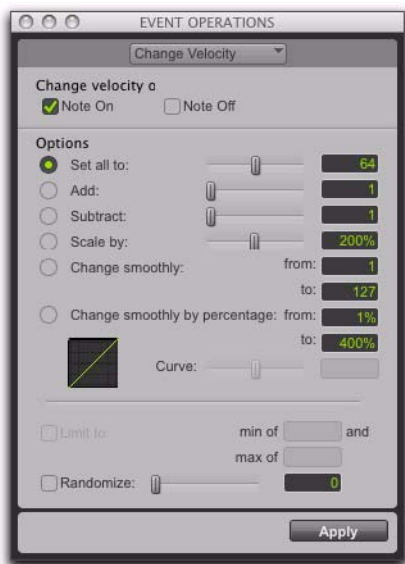 EVENT OPERATIONS
Change Velocity
Change velocity o
Note On Note Off
Options
Set all to: 64
Add: 1
Subtract: 1
Scale by: 200%
Change smoothly: from: 1
to: 127
Change smoothly by percentage: from: 1%
to: 400%
Curve:
Limit to: min of and
max of
Randomize: 0
Apply